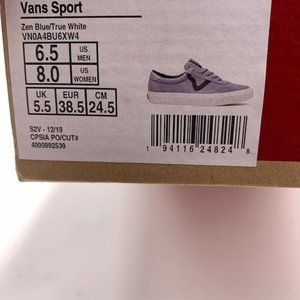 Vans Sport
Zen Blue/True White
VN0A4BU6XW4
6.5 US MEN
8.0 US WOMEN
UK EUR CM
5.5 38.5 24.5
S2V - 12/19
CPSIA PO/CUT#
4000992539
1 94116 24824 8